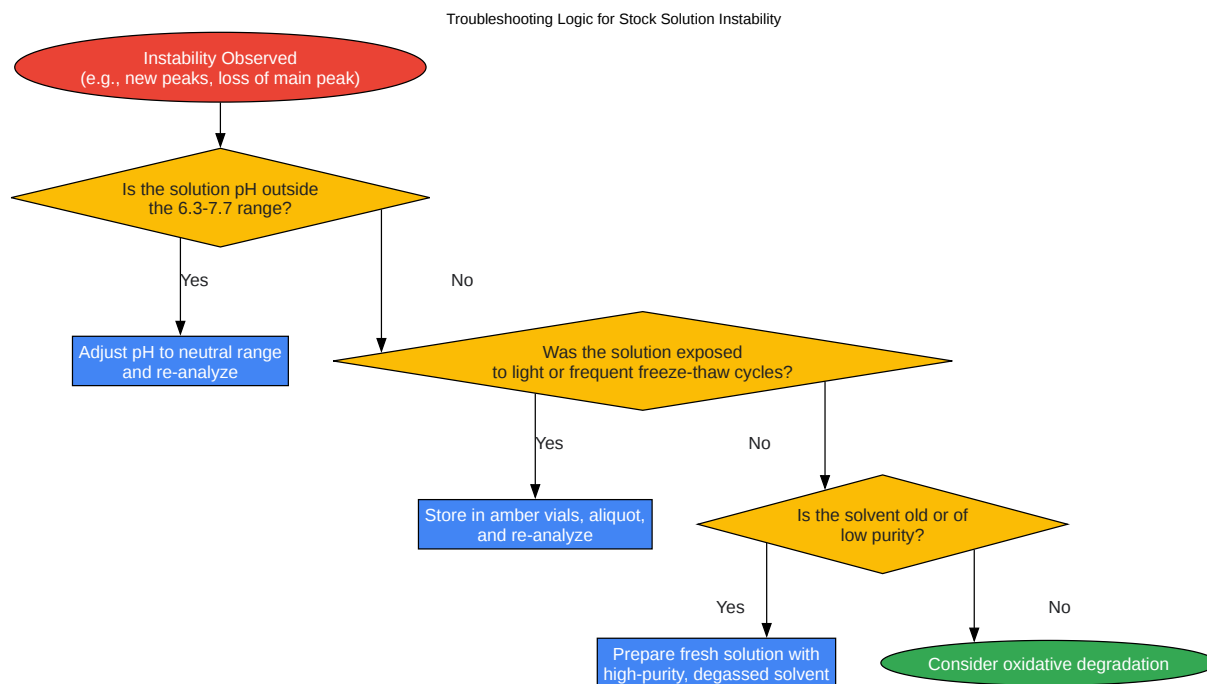 Troubleshooting Logic for Stock Solution Instability
Instability Observed
(e.g., new peaks, loss of main peak)
Is the solution pH outside
the 6.3-7.7 range?
Yes
No
Adjust pH to neutral range
and re-analyze
Was the solution exposed
to light or frequent freeze-thaw cycles?
Yes
No
Store in amber vials, aliquot,
and re-analyze
Is the solvent old or of
low purity?
Yes
No
Prepare fresh solution with
high-purity, degassed solvent
Consider oxidative degradation